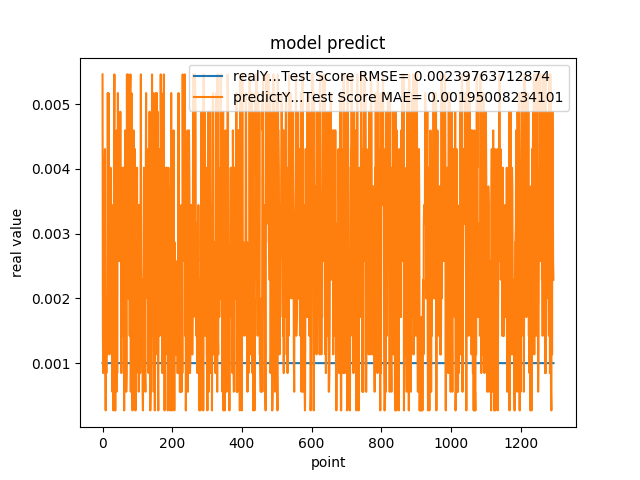 model predict
realY...Test Score RMSE= 0.00239763712874
predictY...Test Score MAE= 0.00195008234101
0.005
0.004
0.003
0.002
0.001
real value
0 200 400 600 800 1000 1200
point